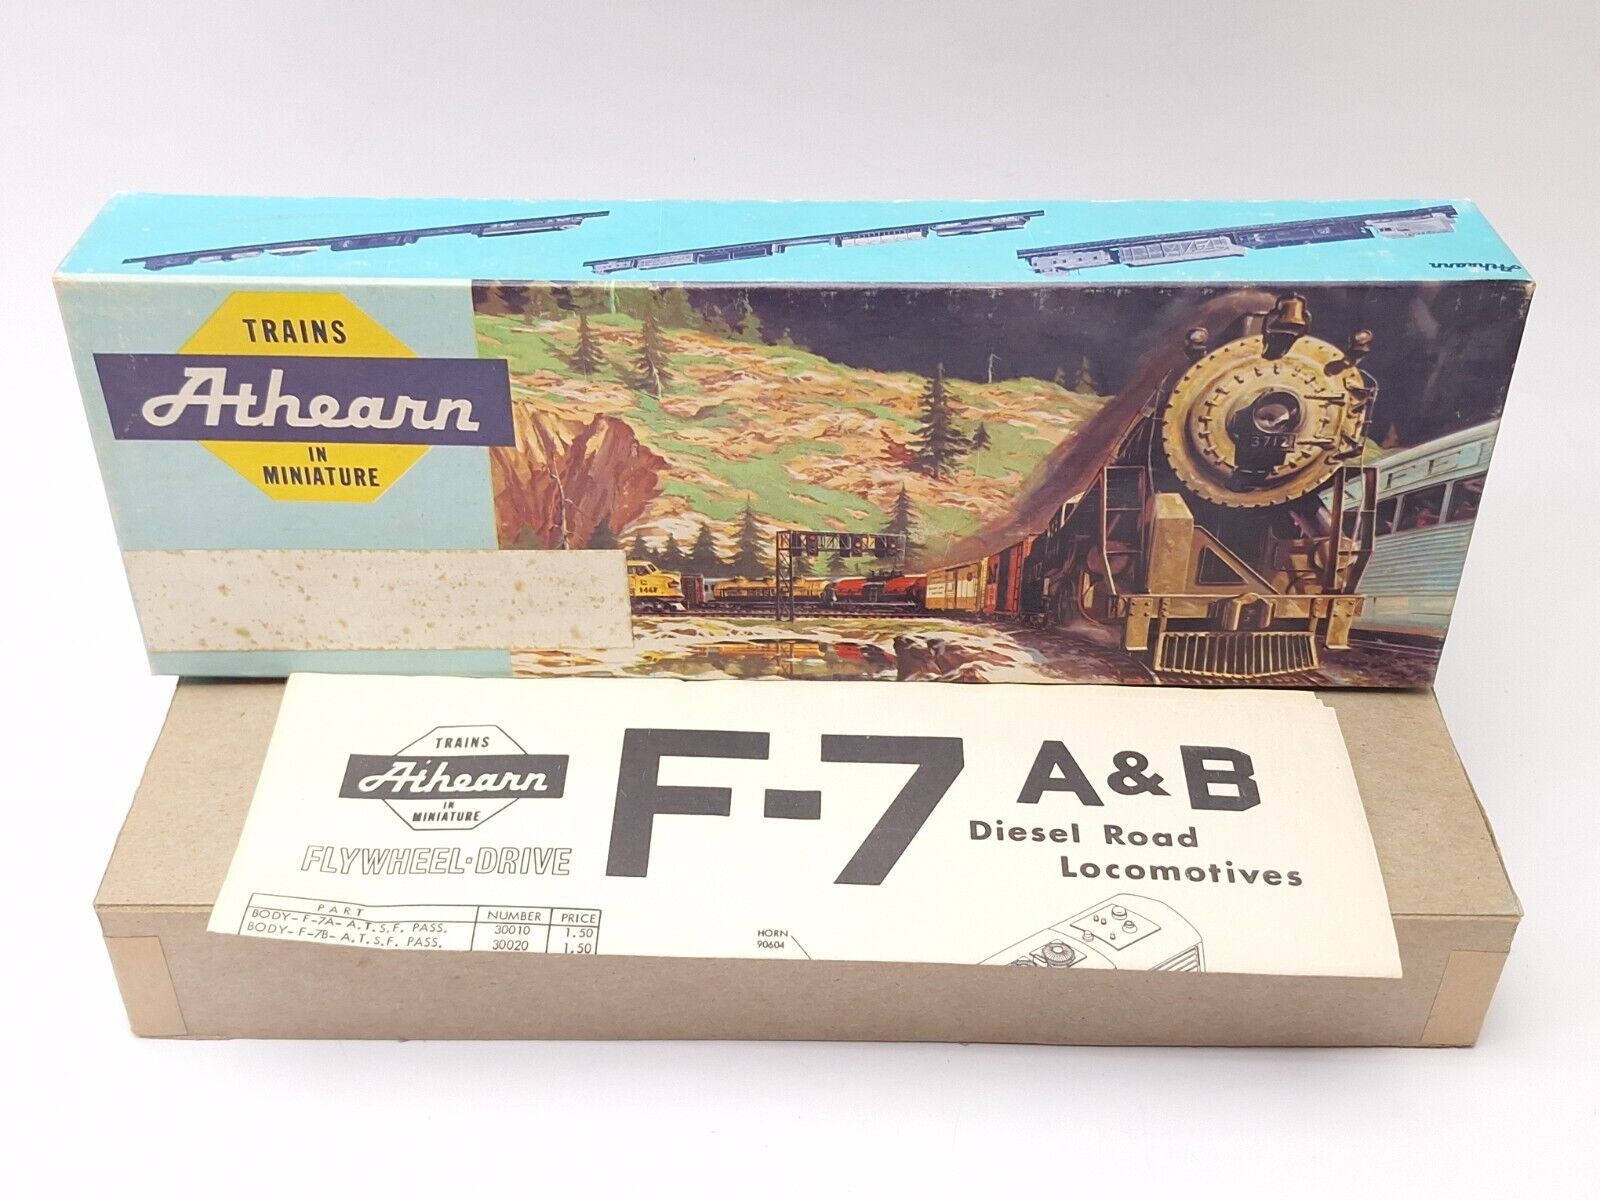 Athearn
TRAINS
Athearn
IN
MINIATURE
3712
1467
TRAINS
Athearn
IN
MINIATURE
FLYWHEEL-DRIVE
F-7 A & B
Diesel Road
Locomotives
PART NUMBER PRICE
BODY-F-7A-A.T.S.F. PASS. 30010 1.50
BODY-F-7B-A.T.S.F. PASS. 30020 1.50
HORN
90604